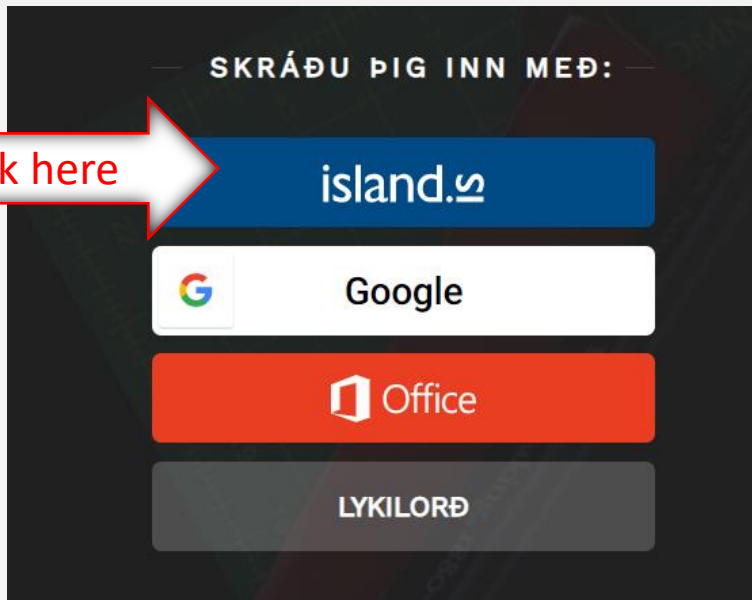 SKRÁÐU ÞIG INN MEÐ:
k here
island.is
Google
Office
LYKILORÐ